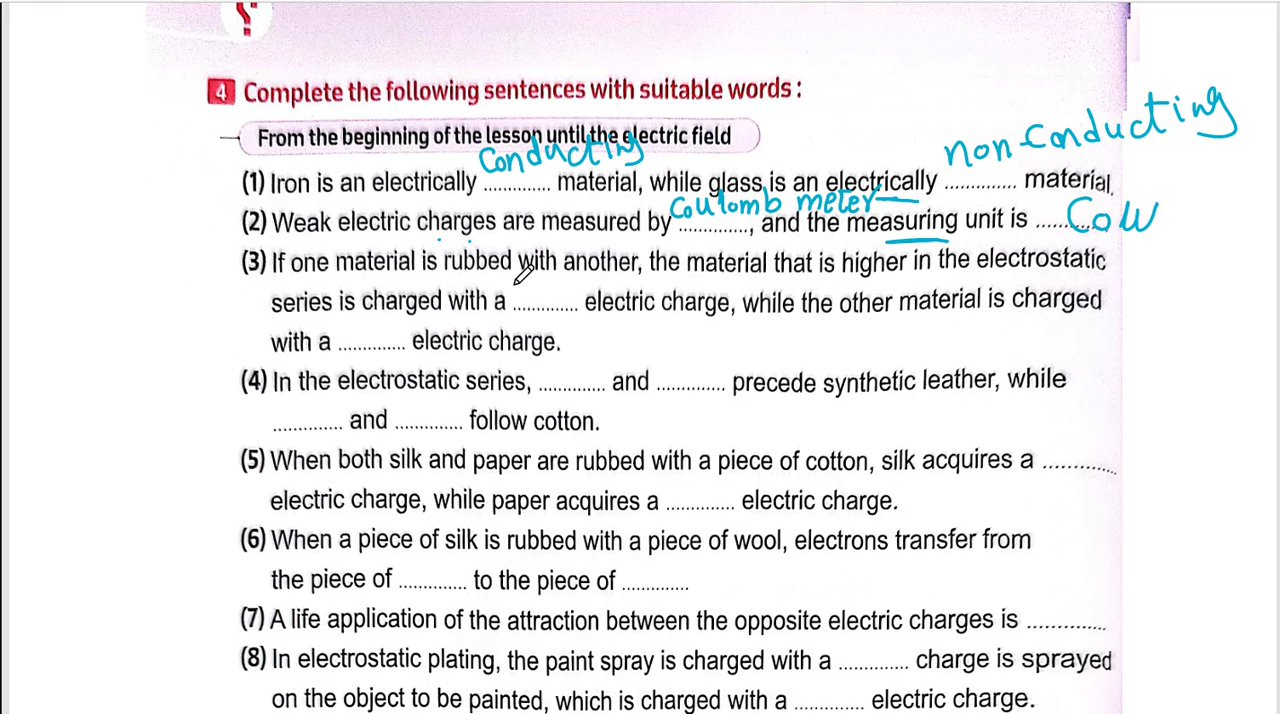 ?
4 Complete the following sentences with suitable words :
From the beginning of the lesson until the electric field
Conducting
non-Conducting
(1) Iron is an electrically ............. material, while glass is an electrically ............. material.
Coulomb meter
(2) Weak electric charges are measured by ............., and the measuring unit is ............. Cow
(3) If one material is rubbed with another, the material that is higher in the electrostatic
series is charged with a ............. electric charge, while the other material is charged
with a ............. electric charge.
(4) In the electrostatic series, ............. and ............. precede synthetic leather, while
............. and ............. follow cotton.
(5) When both silk and paper are rubbed with a piece of cotton, silk acquires a .............
electric charge, while paper acquires a ............. electric charge.
(6) When a piece of silk is rubbed with a piece of wool, electrons transfer from
the piece of ............. to the piece of .............
(7) A life application of the attraction between the opposite electric charges is .............
(8) In electrostatic plating, the paint spray is charged with a ............. charge is sprayed
on the object to be painted, which is charged with a ............. electric charge.